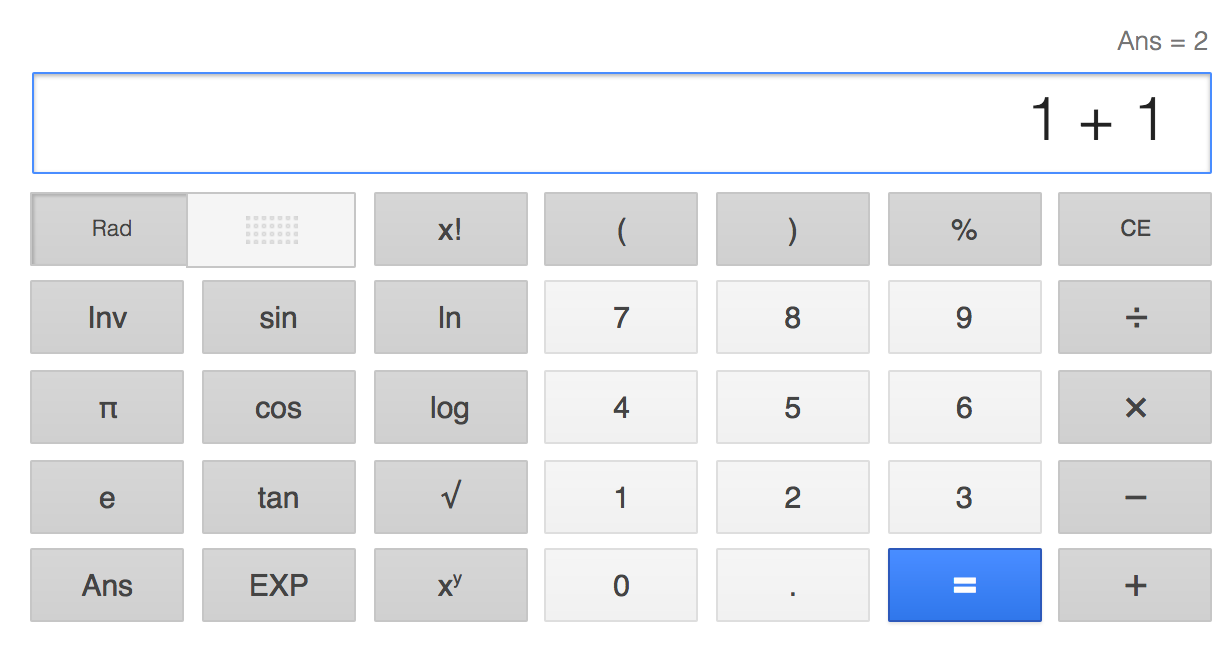 Ans = 2
1 + 1
Rad x! ( ) % CE
Inv sin ln 7 8 9 ÷
π cos log 4 5 6 ×
e tan √ 1 2 3 −
Ans EXP xʸ 0 . = +